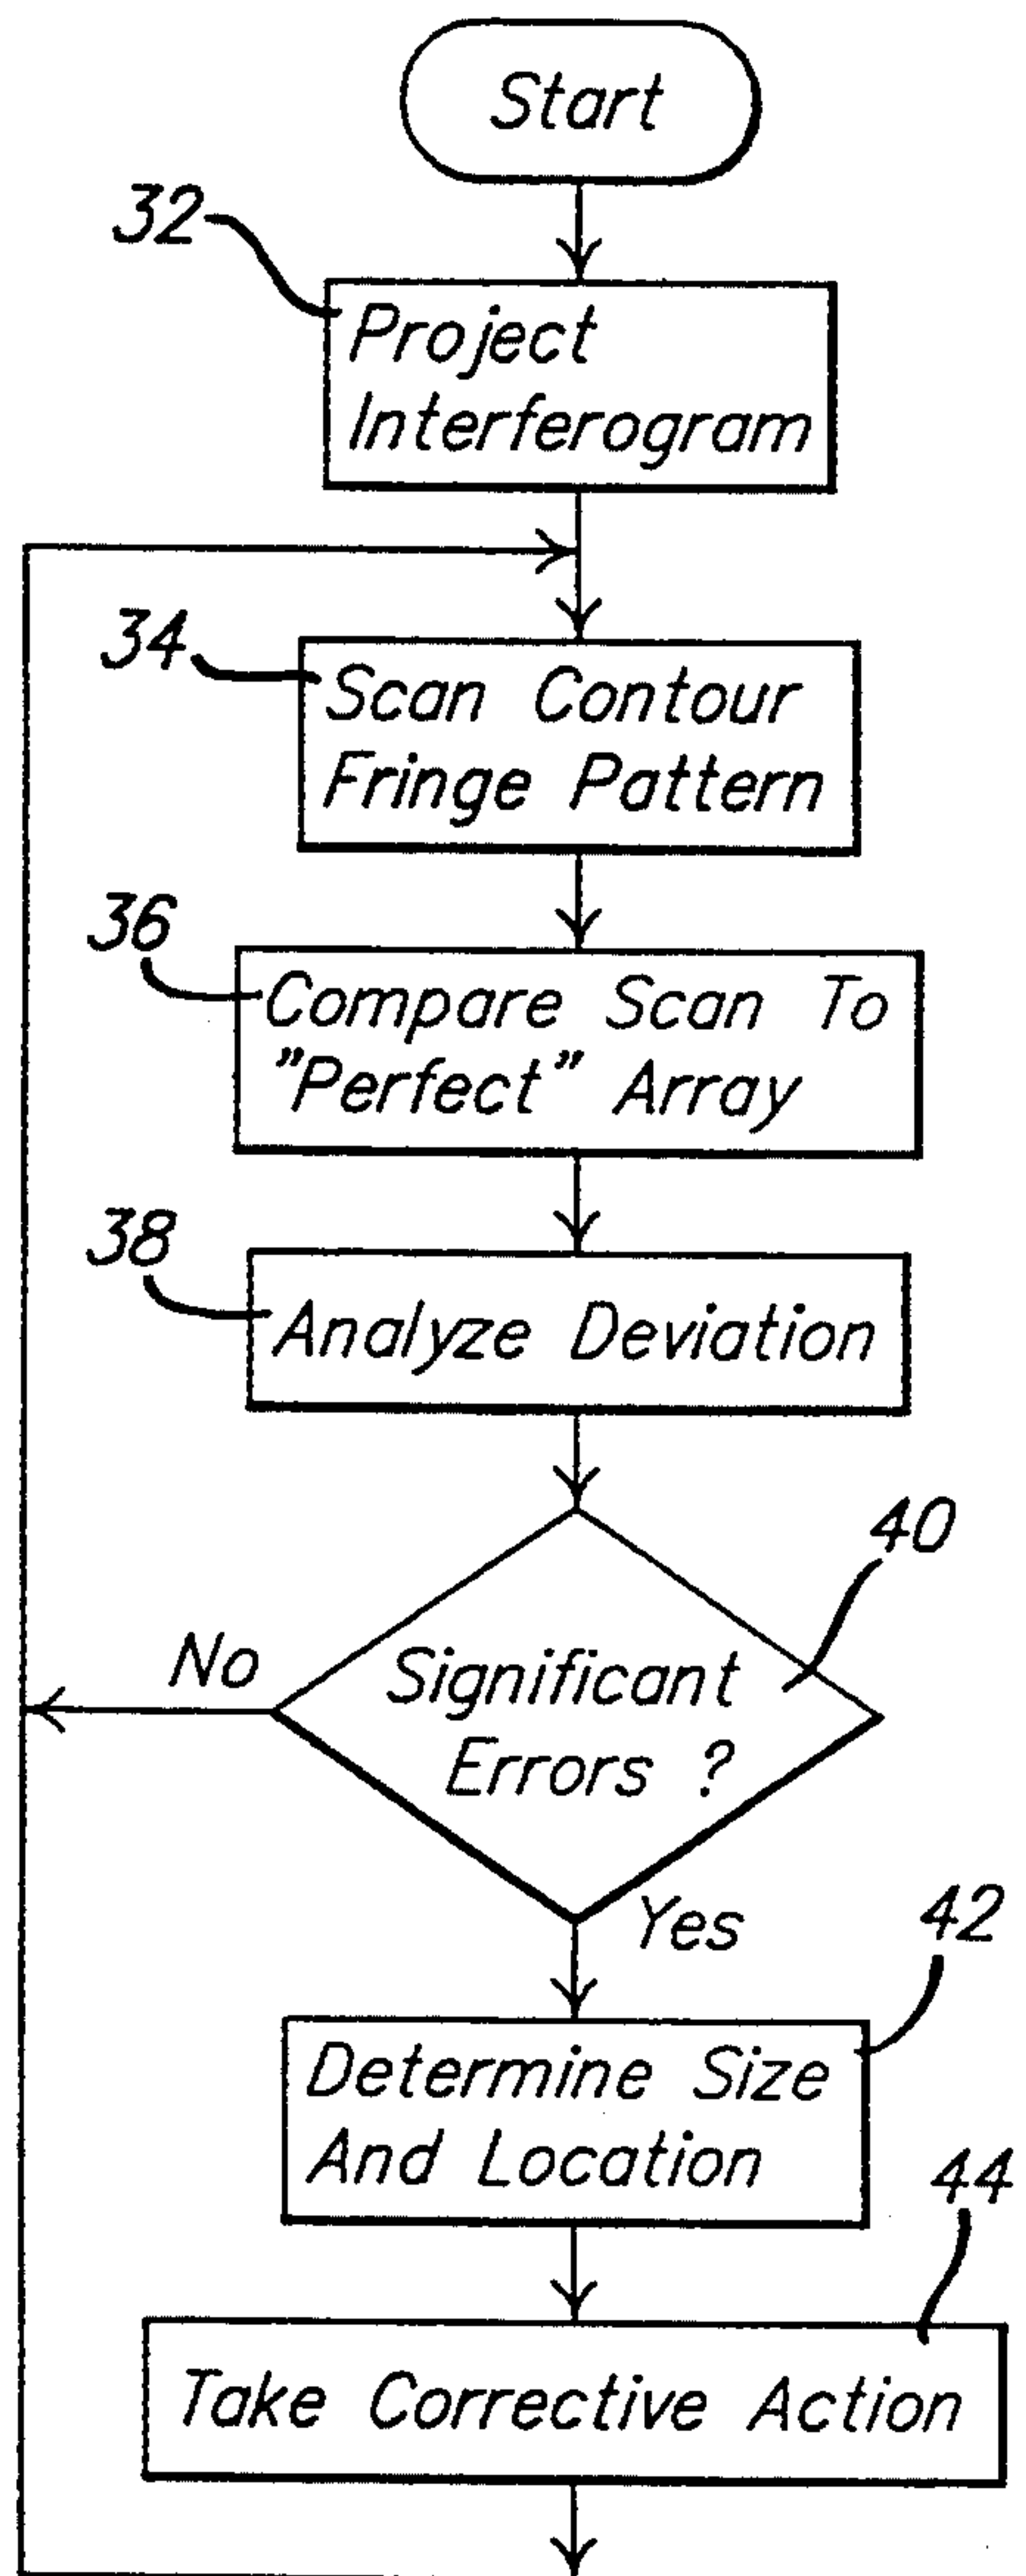 Start
32
Project
Interferogram
34
Scan Contour
Fringe Pattern
36
Compare Scan To
"Perfect" Array
38
Analyze Deviation
40
No
Significant
Errors ?
Yes
42
Determine Size
And Location
44
Take Corrective Action